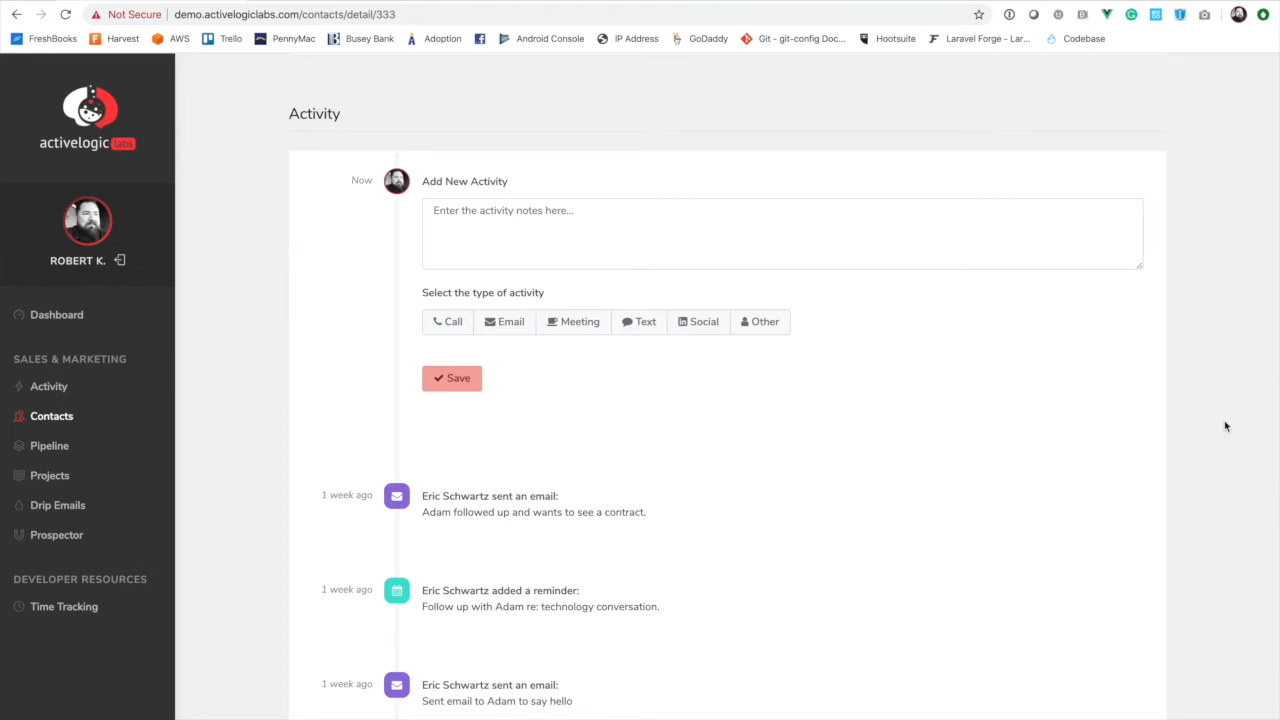 Not Secure demo.activelogiclabs.com/contacts/detail/333
FreshBooks Harvest AWS Trello PennyMac Busey Bank Adoption Android Console IP Address GoDaddy Git - git-config Doc... Hootsuite Laravel Forge - Lar... Codebase
activelogic labs
ROBERT K.
Dashboard
SALES & MARKETING
Activity
Contacts
Pipeline
Projects
Drip Emails
Prospector
DEVELOPER RESOURCES
Time Tracking
Activity
Now
Add New Activity
Enter the activity notes here...
Select the type of activity
Call Email Meeting Text Social Other
Save
1 week ago
Eric Schwartz sent an email:
Adam followed up and wants to see a contract.
1 week ago
Eric Schwartz added a reminder:
Follow up with Adam re: technology conversation.
1 week ago
Eric Schwartz sent an email:
Sent email to Adam to say hello